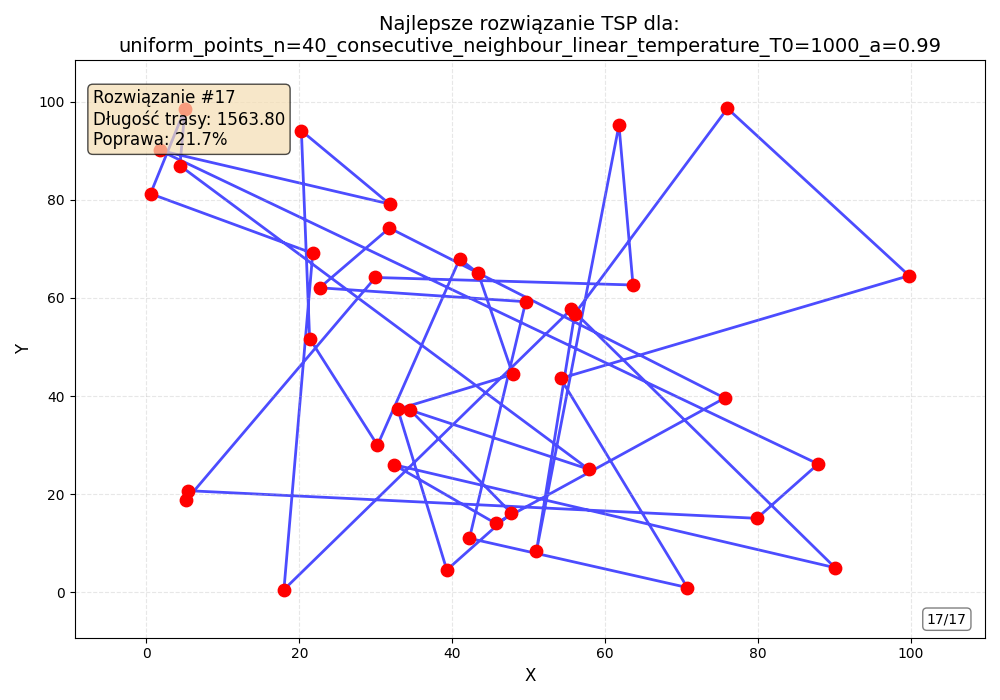 Najlepsze rozwiązanie TSP dla:
uniform_points_n=40_consecutive_neighbour_linear_temperature_T0=1000_a=0.99
Rozwiązanie #17
Długość trasy: 1563.80
Poprawa: 21.7%
100
80
60
40
20
0
Y
17/17
0 20 40 60 80 100
X